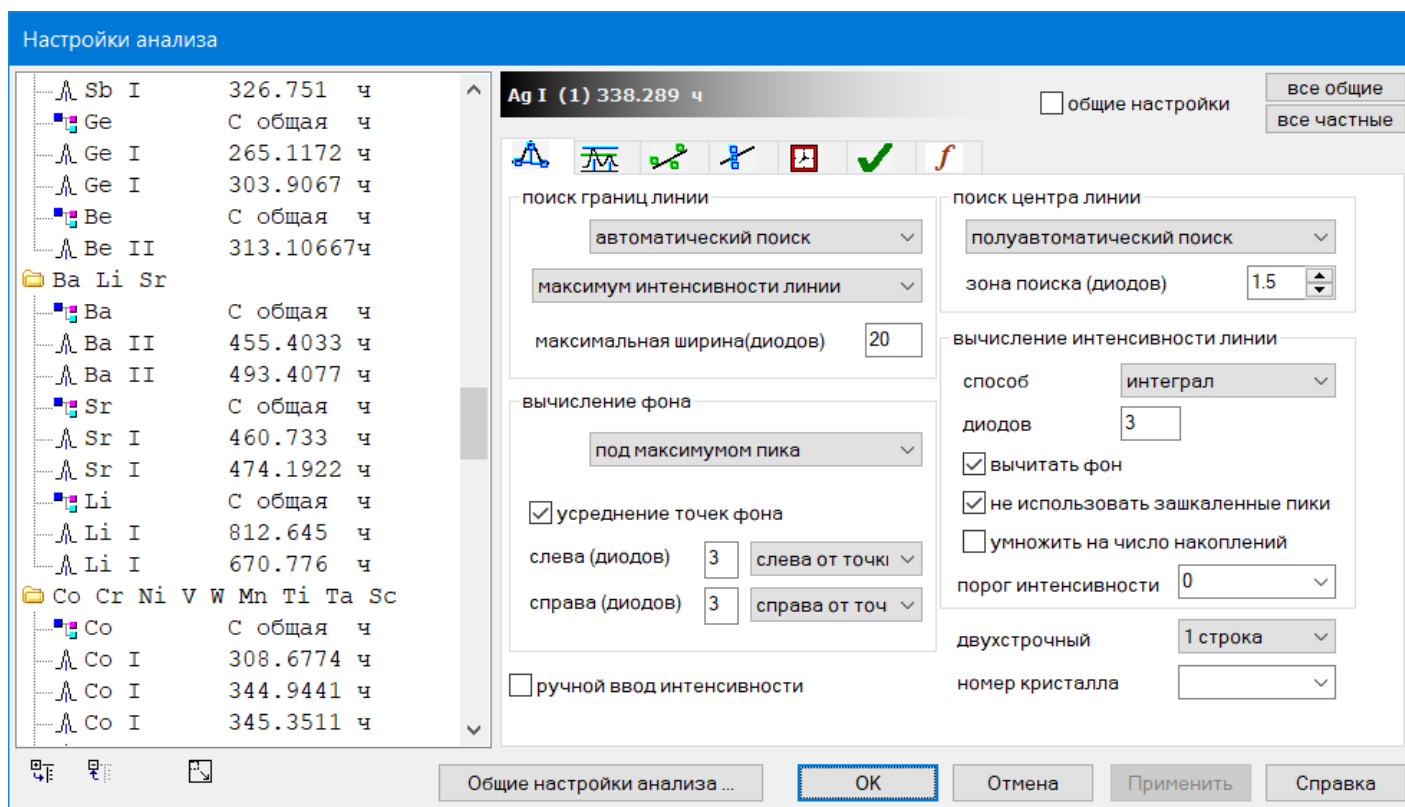 Настройки анализа
Sb I 326.751 ч
Ge С общая ч
Ge I 265.1172 ч
Ge I 303.9067 ч
Be С общая ч
Be II 313.10667ч
Ba Li Sr
Ba С общая ч
Ba II 455.4033 ч
Ba II 493.4077 ч
Sr С общая ч
Sr I 460.733 ч
Sr I 474.1922 ч
Li С общая ч
Li I 812.645 ч
Li I 670.776 ч
Co Cr Ni V W Mn Ti Ta Sc
Co С общая ч
Co I 308.6774 ч
Co I 344.9441 ч
Co I 345.3511 ч
Ag I (1) 338.289 ч
общие настройки
все общие
все частные
f
поиск границ линии
автоматический поиск
максимум интенсивности линии
максимальная ширина(диодов) 20
вычисление фона
под максимумом пика
усреднение точек фона
слева (диодов) 3 слева от точкı
справа (диодов) 3 справа от точ
ручной ввод интенсивности
поиск центра линии
полуавтоматический поиск
зона поиска (диодов) 1.5
вычисление интенсивности линии
способ интеграл
диодов 3
вычитать фон
не использовать зашкаленные пики
умножить на число накоплений
порог интенсивности 0
двухстрочный 1 строка
номер кристалла
Общие настройки анализа ...
OK
Отмена
Применить
Справка